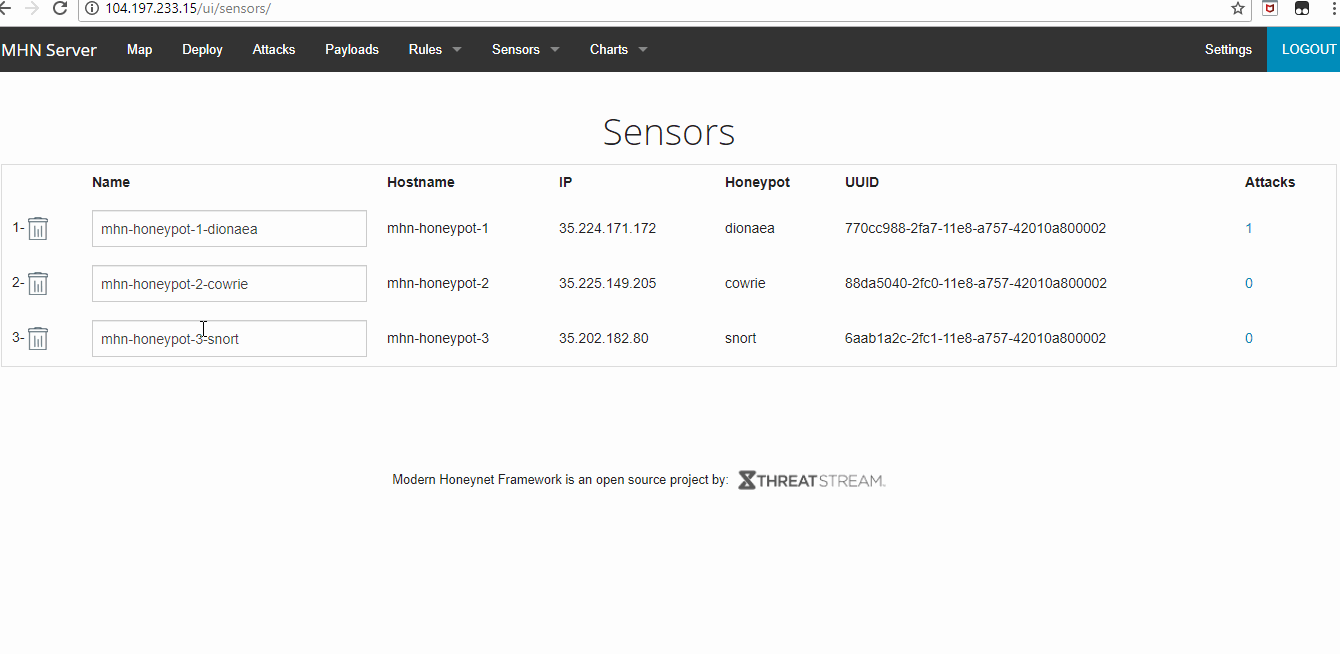 104.197.233.15/ui/sensors/
MHN Server Map Deploy Attacks Payloads Rules Sensors Charts Settings LOGOUT
Sensors
Name Hostname IP Honeypot UUID Attacks
1- mhn-honeypot-1-dionaea mhn-honeypot-1 35.224.171.172 dionaea 770cc988-2fa7-11e8-a757-42010a800002 1
2- mhn-honeypot-2-cowrie mhn-honeypot-2 35.225.149.205 cowrie 88da5040-2fc0-11e8-a757-42010a800002 0
3- mhn-honeypot-3-snort mhn-honeypot-3 35.202.182.80 snort 6aab1a2c-2fc1-11e8-a757-42010a800002 0
Modern Honeynet Framework is an open source project by: THREATSTREAM.